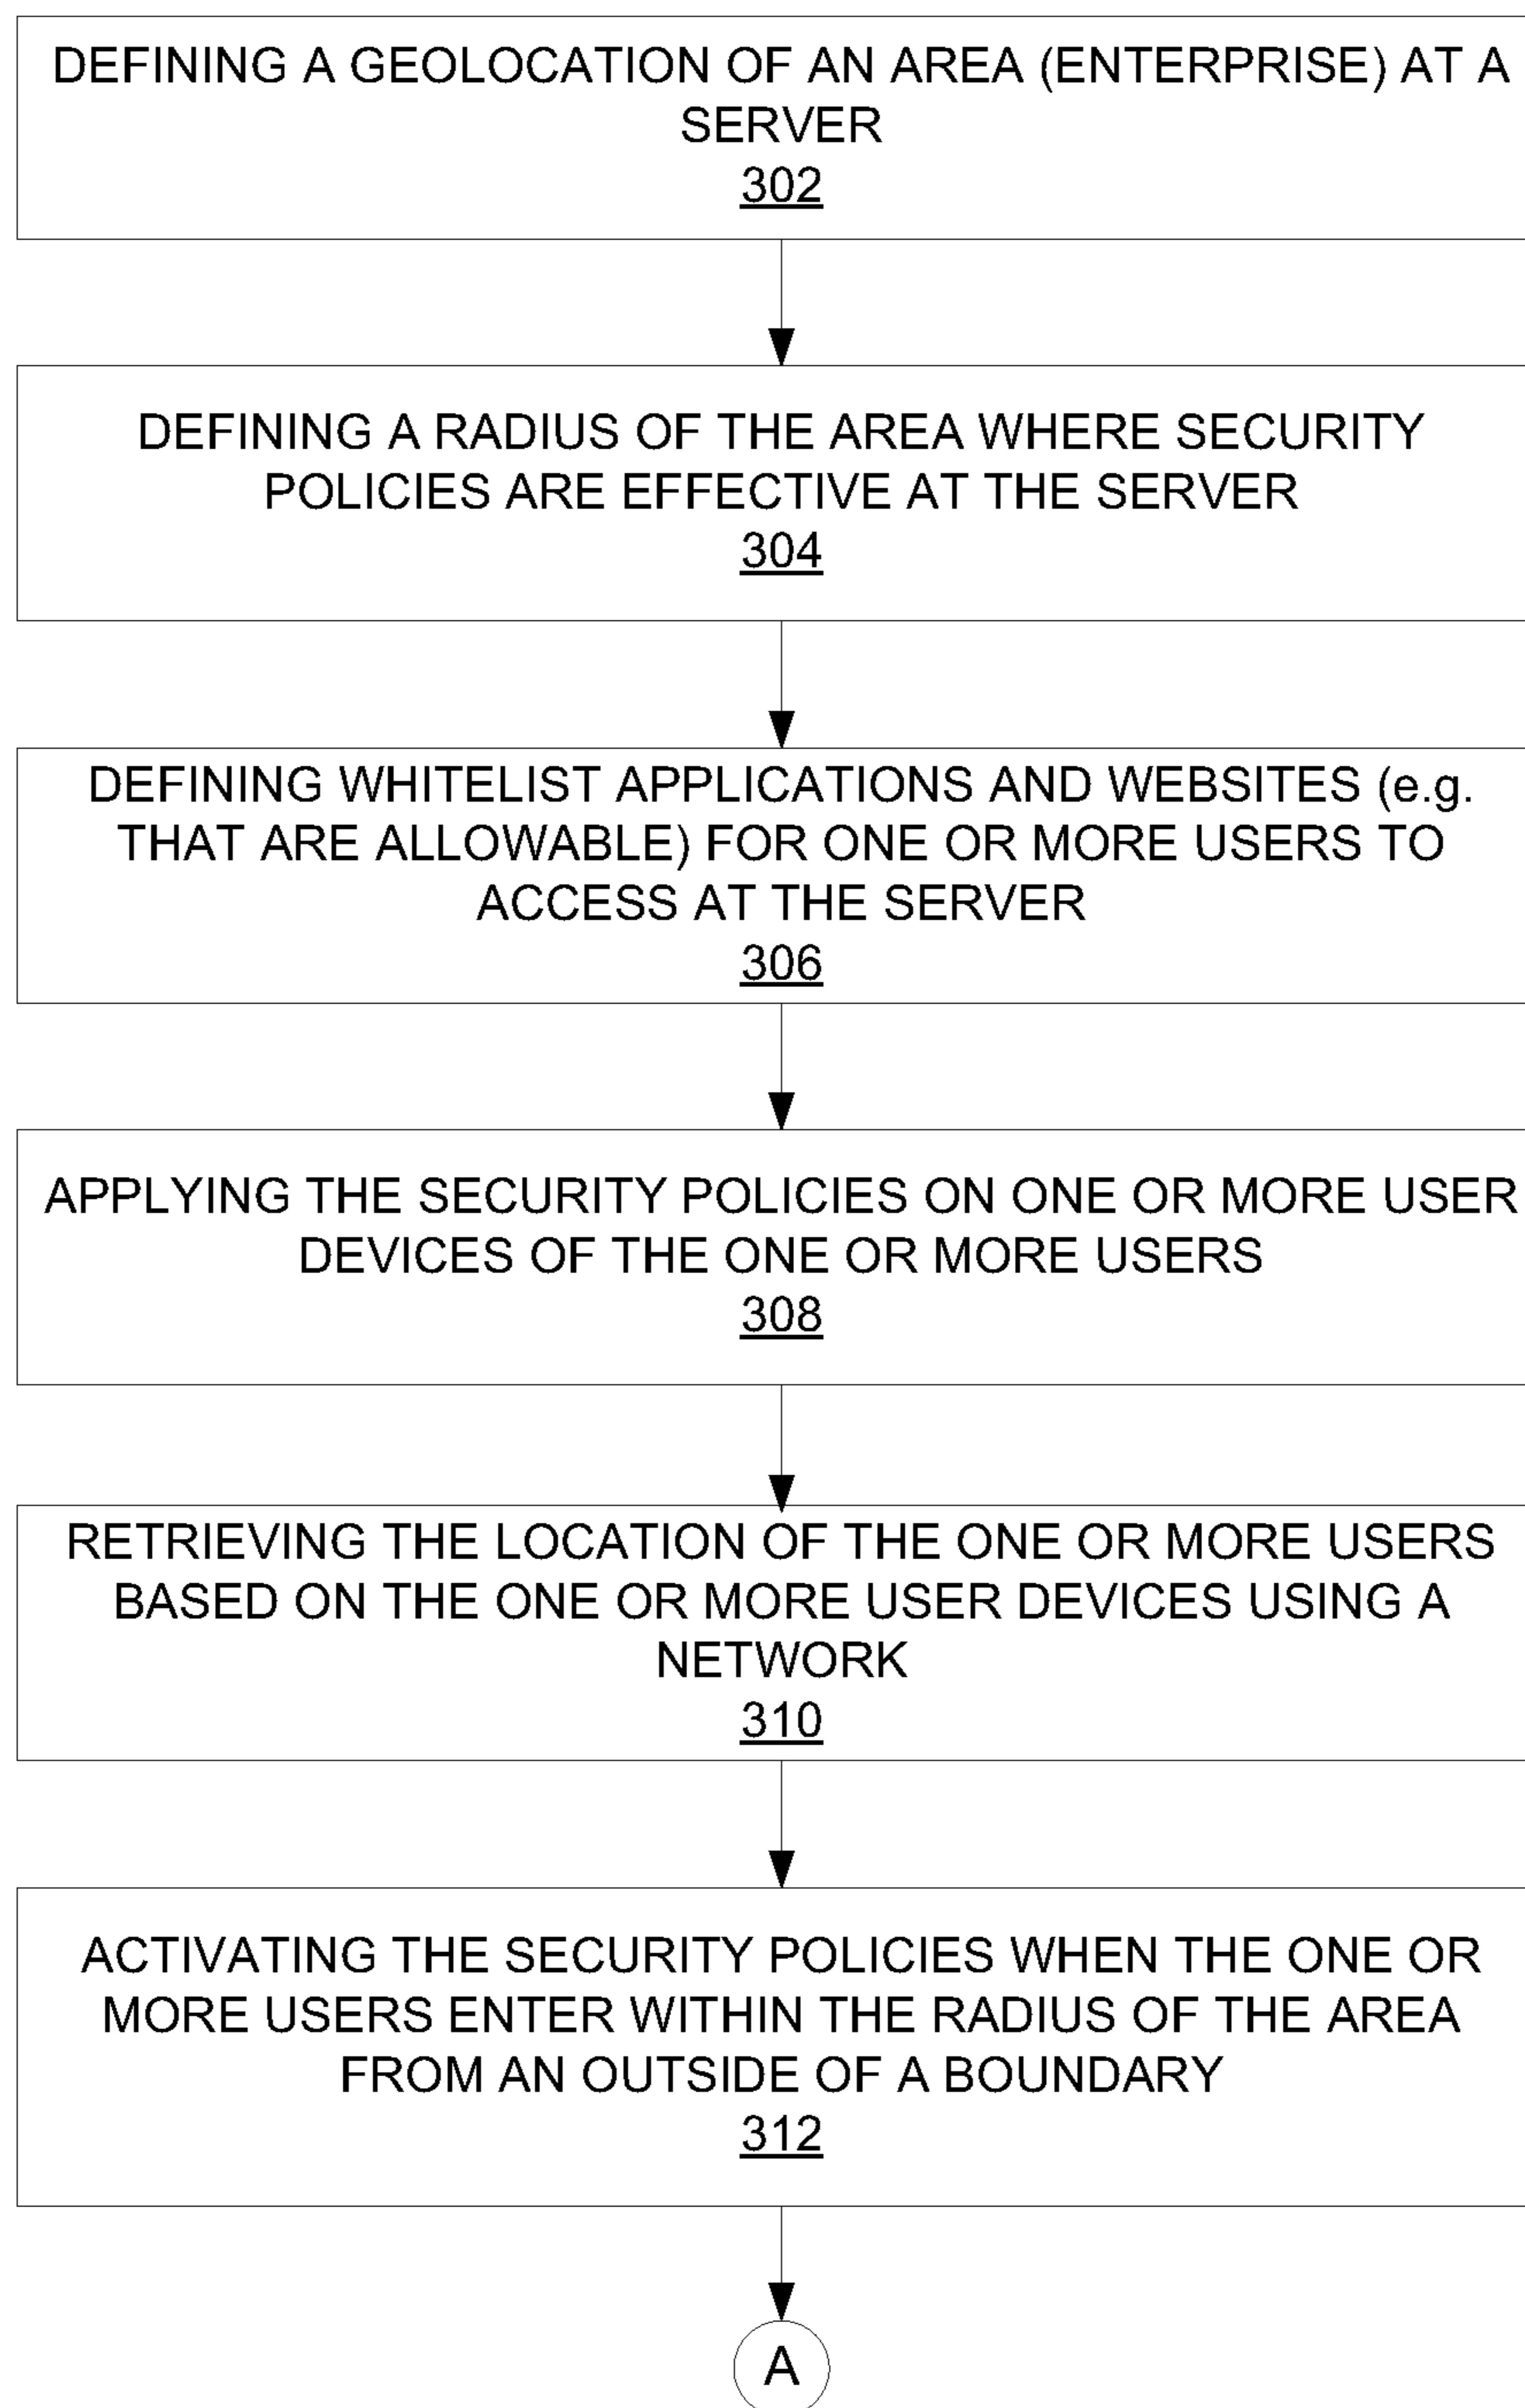 DEFINING A GEOLOCATION OF AN AREA (ENTERPRISE) AT A
SERVER
302
DEFINING A RADIUS OF THE AREA WHERE SECURITY
POLICIES ARE EFFECTIVE AT THE SERVER
304
DEFINING WHITELIST APPLICATIONS AND WEBSITES (e.g.
THAT ARE ALLOWABLE) FOR ONE OR MORE USERS TO
ACCESS AT THE SERVER
306
APPLYING THE SECURITY POLICIES ON ONE OR MORE USER
DEVICES OF THE ONE OR MORE USERS
308
RETRIEVING THE LOCATION OF THE ONE OR MORE USERS
BASED ON THE ONE OR MORE USER DEVICES USING A
NETWORK
310
ACTIVATING THE SECURITY POLICIES WHEN THE ONE OR
MORE USERS ENTER WITHIN THE RADIUS OF THE AREA
FROM AN OUTSIDE OF A BOUNDARY
312
A